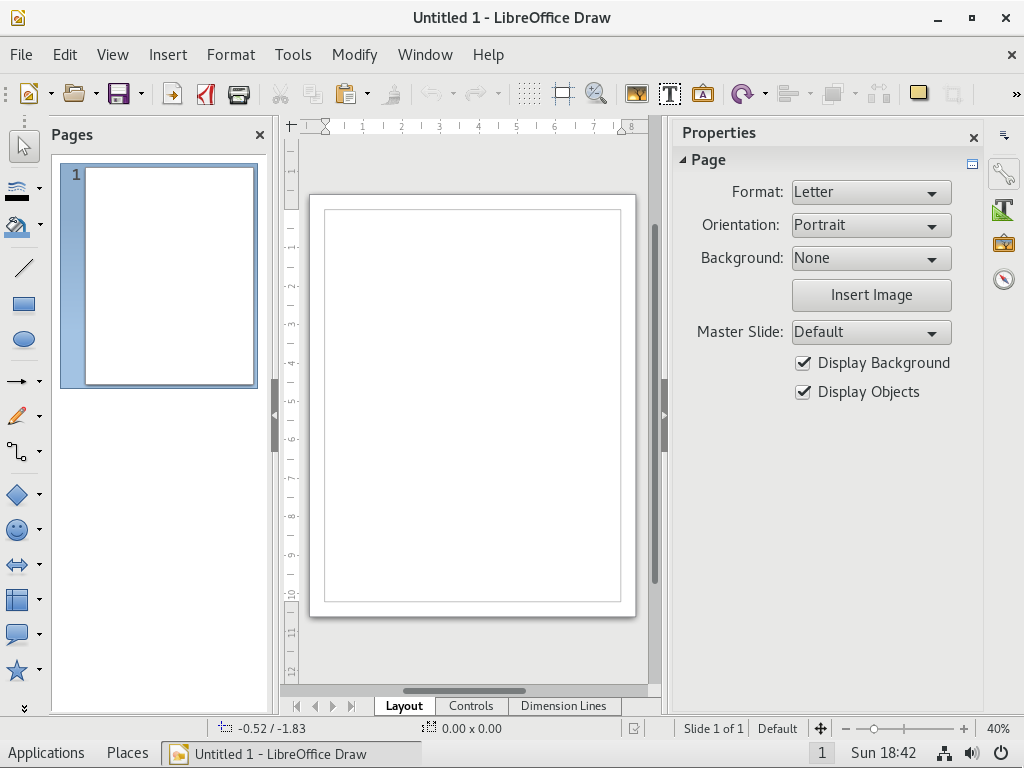 Untitled 1 - LibreOffice Draw
File Edit View Insert Format Tools Modify Window Help
Pages
1
1 2 3 4 5 6 7 8
1
1
2
3
4
5
6
7
8
9
10
11
12
Properties
Page
Format: Letter
Orientation: Portrait
Background: None
Insert Image
Master Slide: Default
Display Background
Display Objects
Layout Controls Dimension Lines
-0.52 / -1.83 0.00 x 0.00 Slide 1 of 1 Default 40%
Applications Places Untitled 1 - LibreOffice Draw 1 Sun 18:42